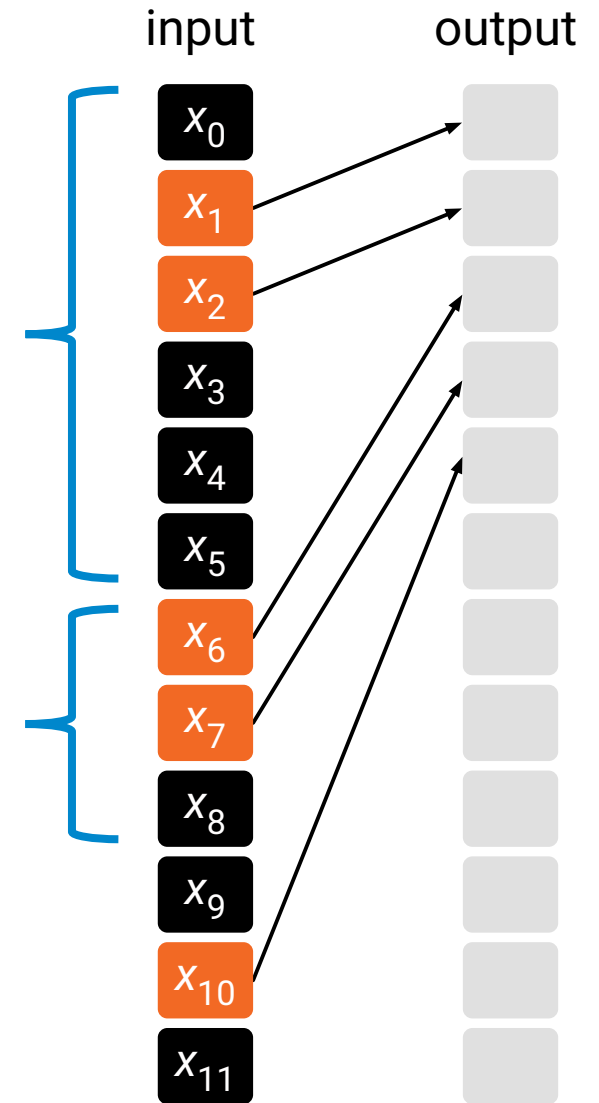 input output
x₀
x₁
x₂
x₃
x₄
x₅
x₆
x₇
x₈
x₉
x₁₀
x₁₁